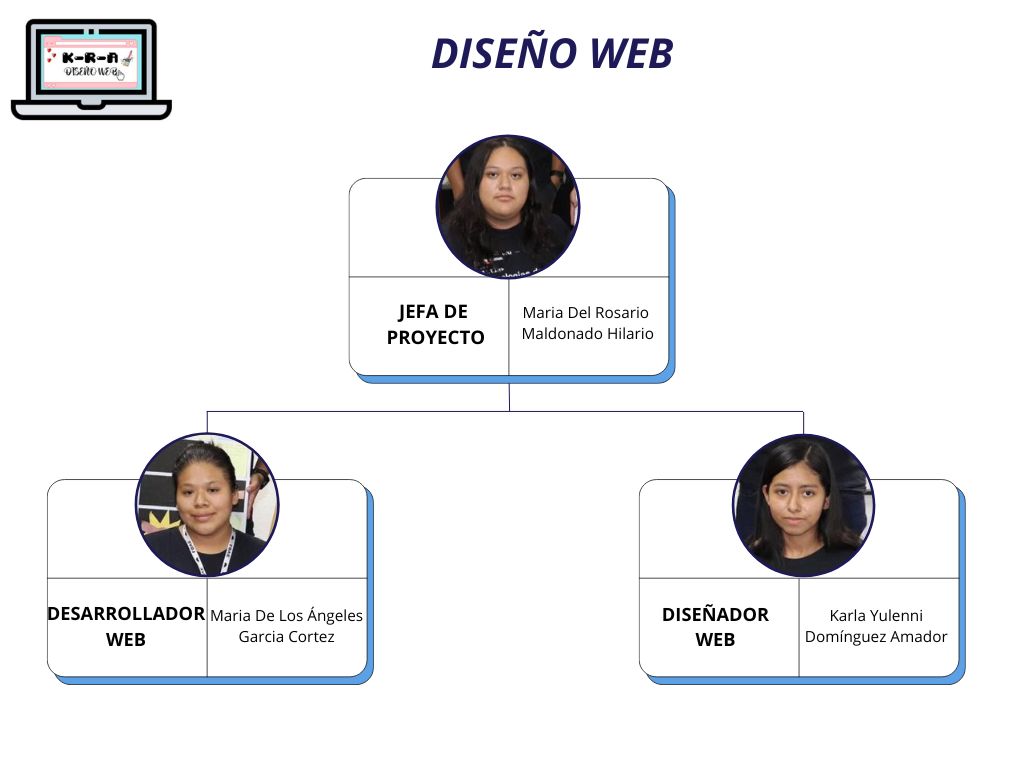 K-R-A
DISEÑO WEB
DISEÑO WEB
JEFA DE
PROYECTO
Maria Del Rosario
Maldonado Hilario
DESARROLLADOR
WEB
Maria De Los Ángeles
Garcia Cortez
DISEÑADOR
WEB
Karla Yulenni
Domínguez Amador